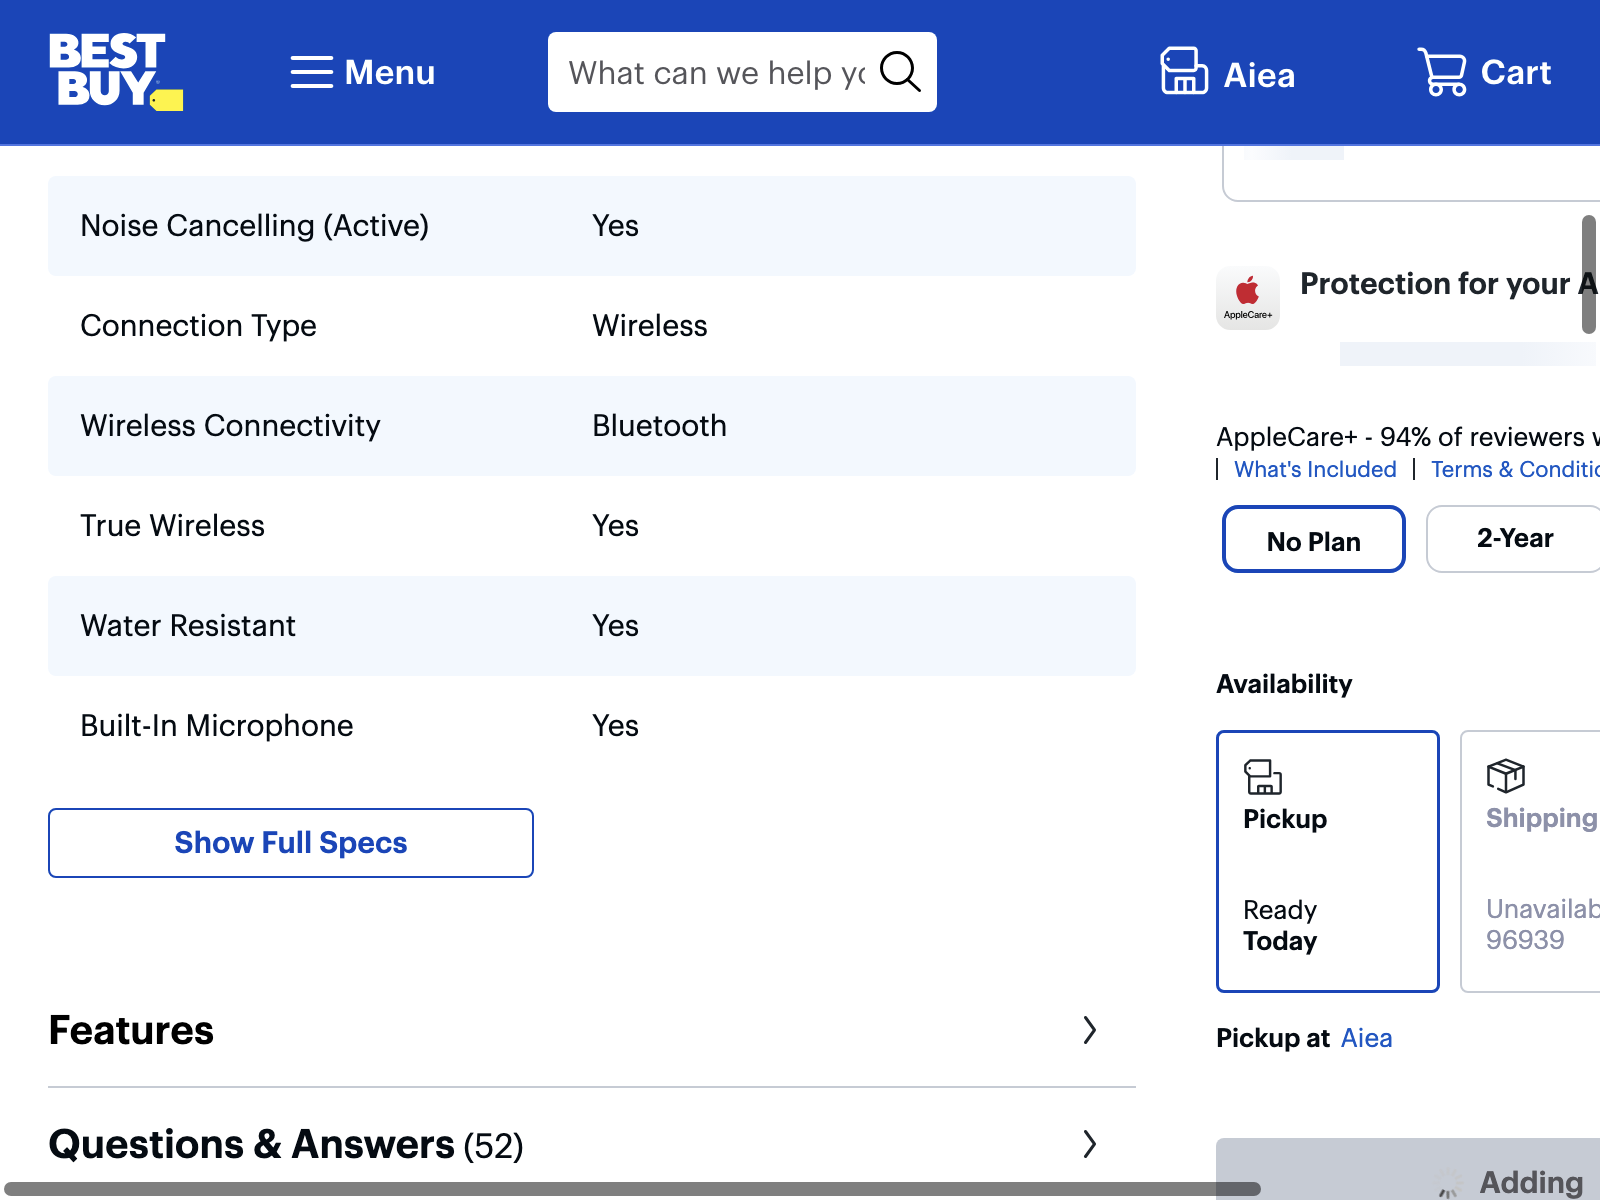 BEST
BUY
Menu
What can we help yo
Aiea
Cart
Noise Cancelling (Active) Yes
Connection Type Wireless
Wireless Connectivity Bluetooth
True Wireless Yes
Water Resistant Yes
Built-In Microphone Yes
Show Full Specs
Features
Questions & Answers (52)
AppleCare+
Protection for your A
AppleCare+ - 94% of reviewers
| What's Included | Terms & Conditio
No Plan
2-Year
Availability
Pickup
Ready
Today
Shipping
Unavailab
96939
Pickup at Aiea
Adding